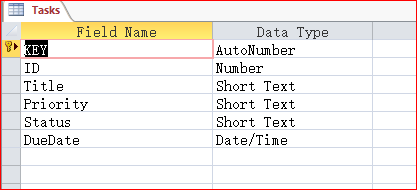 Tasks
Field Name Data Type
KEY AutoNumber
ID Number
Title Short Text
Priority Short Text
Status Short Text
DueDate Date/Time